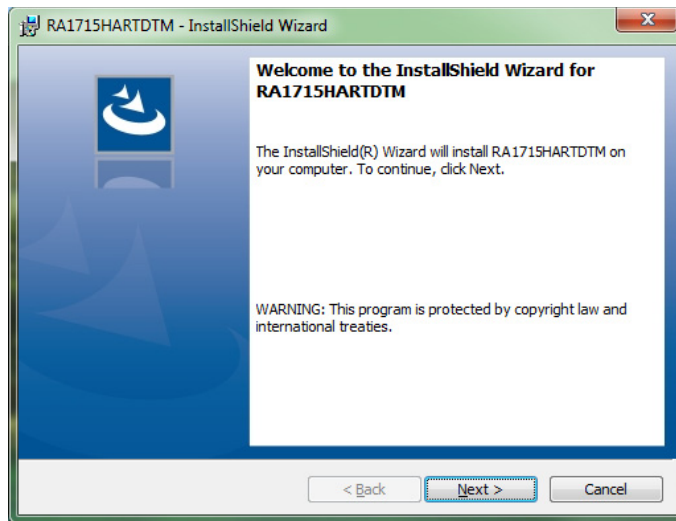 RA1715HARTDTM - InstallShield Wizard
Welcome to the InstallShield Wizard for
RA1715HARTDTM
The InstallShield(R) Wizard will install RA1715HARTDTM on
your computer. To continue, click Next.
WARNING: This program is protected by copyright law and
international treaties.
< Back
Next >
Cancel